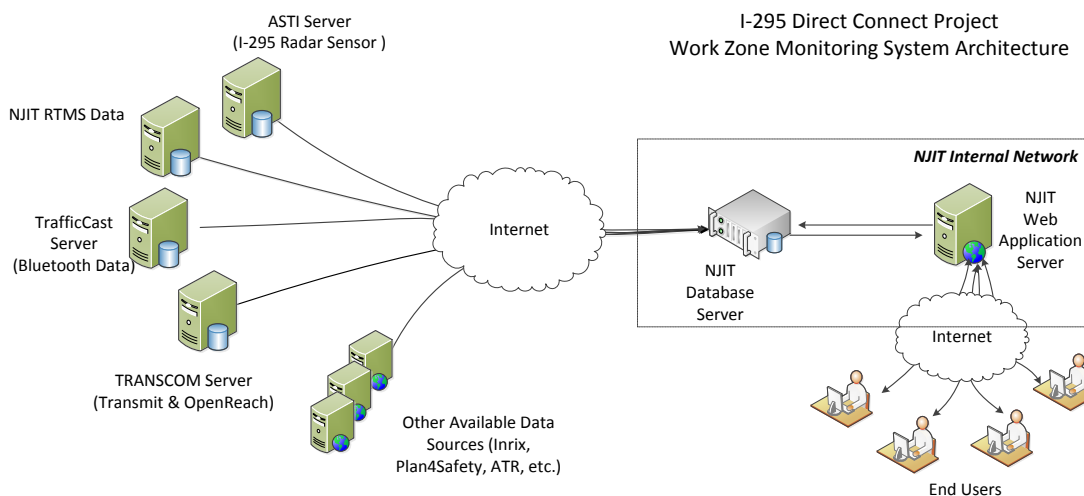 I-295 Direct Connect Project
Work Zone Monitoring System Architecture
ASTI Server
(I-295 Radar Sensor )
NJIT RTMS Data
TrafficCast
Server
(Bluetooth Data)
TRANSCOM Server
(Transmit & OpenReach)
Other Available Data
Sources (Inrix,
Plan4Safety, ATR, etc.)
Internet
NJIT Internal Network
NJIT
Database
Server
NJIT
Web
Application
Server
Internet
End Users